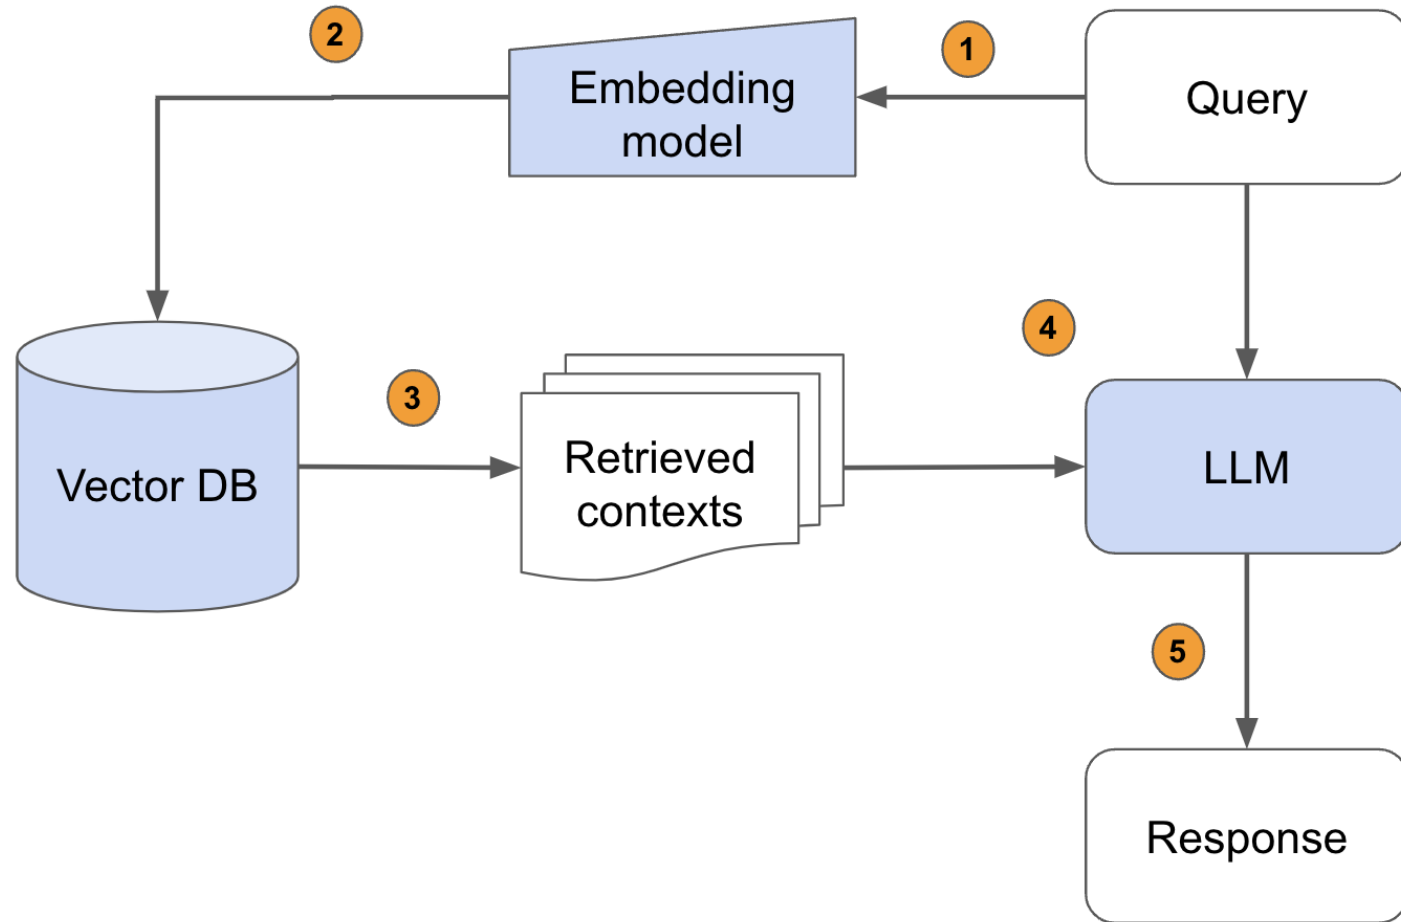 2
1
Embedding
model
Query
4
3
Vector DB
Retrieved
contexts
LLM
5
Response